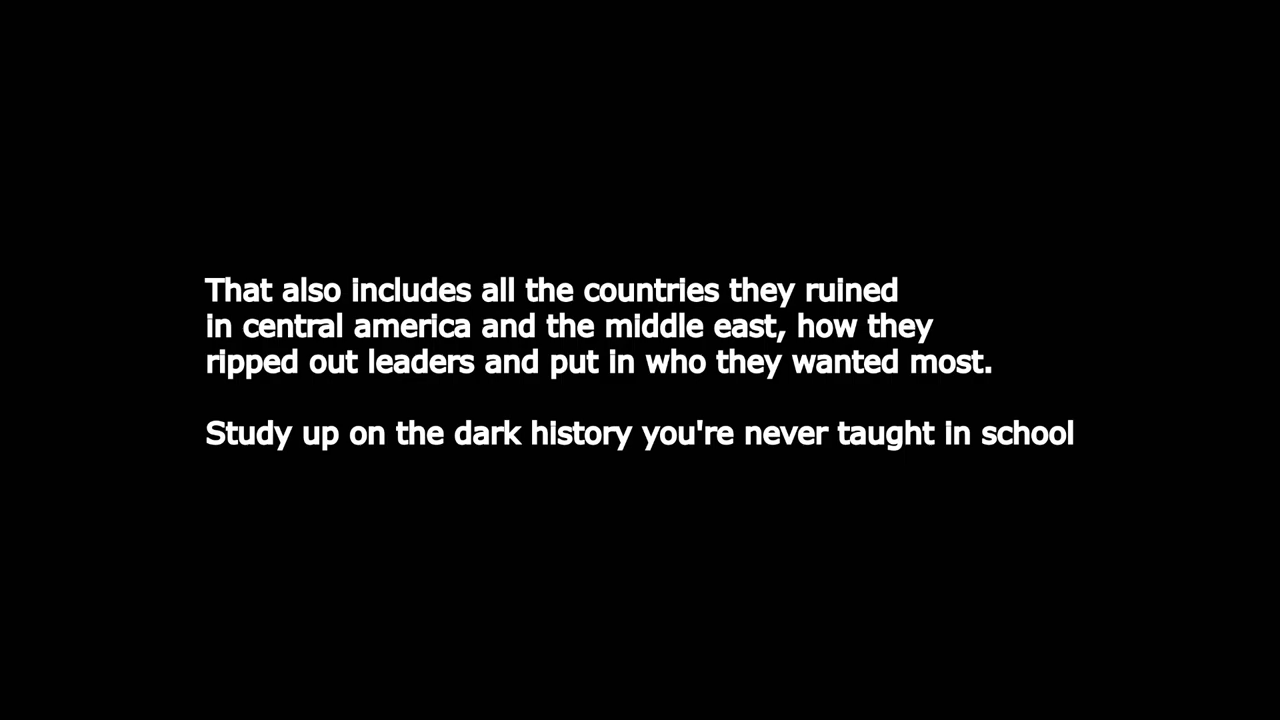 That also includes all the countries they ruined
in central america and the middle east, how they
ripped out leaders and put in who they wanted most.
Study up on the dark history you're never taught in school